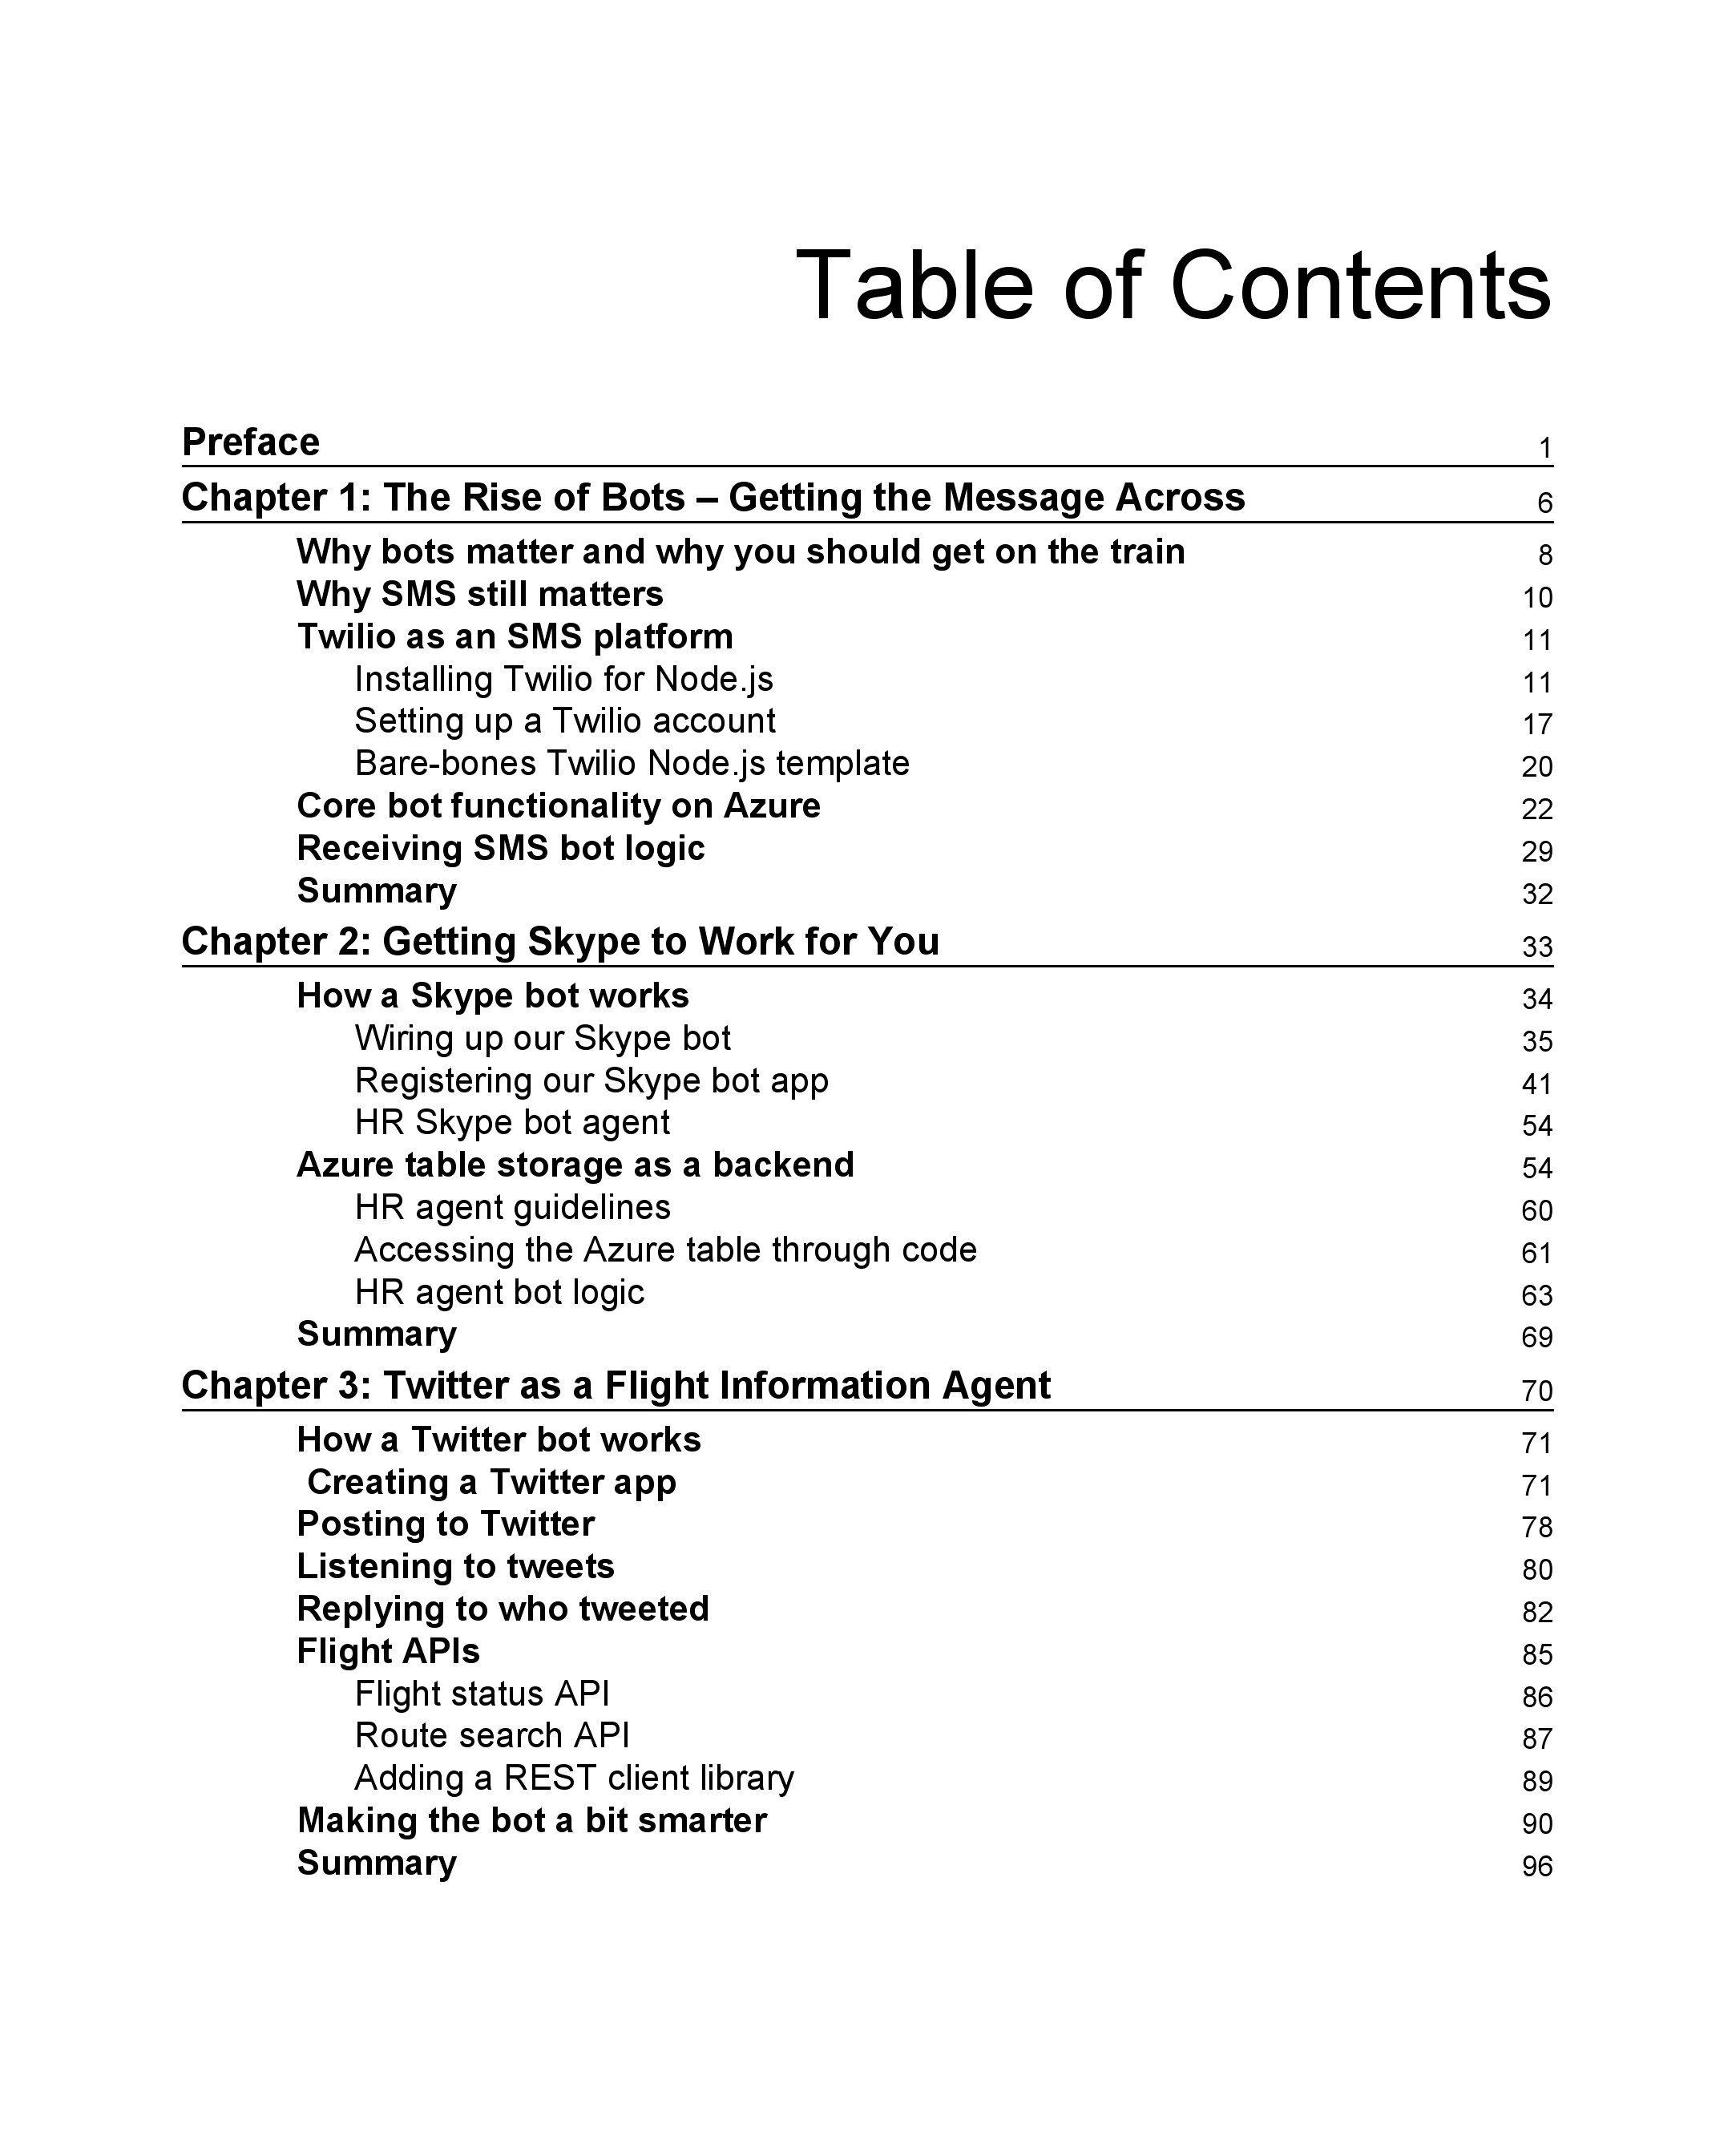 Table of Contents
Preface 1
Chapter 1: The Rise of Bots – Getting the Message Across 6
Why bots matter and why you should get on the train 8
Why SMS still matters 10
Twilio as an SMS platform 11
Installing Twilio for Node.js 11
Setting up a Twilio account 17
Bare-bones Twilio Node.js template 20
Core bot functionality on Azure 22
Receiving SMS bot logic 29
Summary 32
Chapter 2: Getting Skype to Work for You 33
How a Skype bot works 34
Wiring up our Skype bot 35
Registering our Skype bot app 41
HR Skype bot agent 54
Azure table storage as a backend 54
HR agent guidelines 60
Accessing the Azure table through code 61
HR agent bot logic 63
Summary 69
Chapter 3: Twitter as a Flight Information Agent 70
How a Twitter bot works 71
Creating a Twitter app 71
Posting to Twitter 78
Listening to tweets 80
Replying to who tweeted 82
Flight APIs 85
Flight status API 86
Route search API 87
Adding a REST client library 89
Making the bot a bit smarter 90
Summary 96